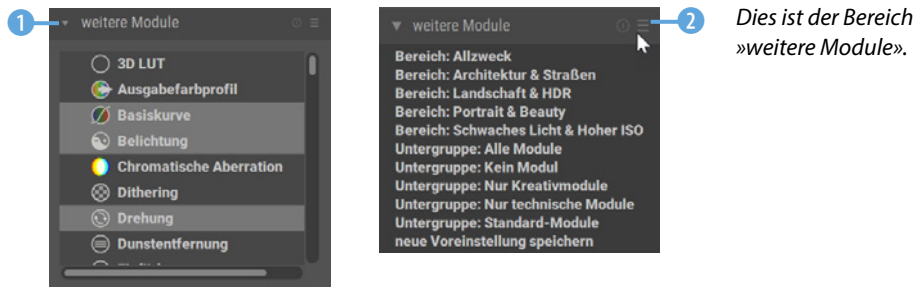 1
weitere Module
3D LUT
Ausgabefarbprofil
Basiskurve
Belichtung
Chromatische Aberration
Dithering
Drehung
Dunstentfernung
weitere Module
2
Bereich: Allzweck
Bereich: Architektur & Straßen
Bereich: Landschaft & HDR
Bereich: Portrait & Beauty
Bereich: Schwaches Licht & Hoher ISO
Untergruppe: Alle Module
Untergruppe: Kein Modul
Untergruppe: Nur Kreativmodule
Untergruppe: Nur technische Module
Untergruppe: Standard-Module
neue Voreinstellung speichern
Dies ist der Bereich
»weitere Module».